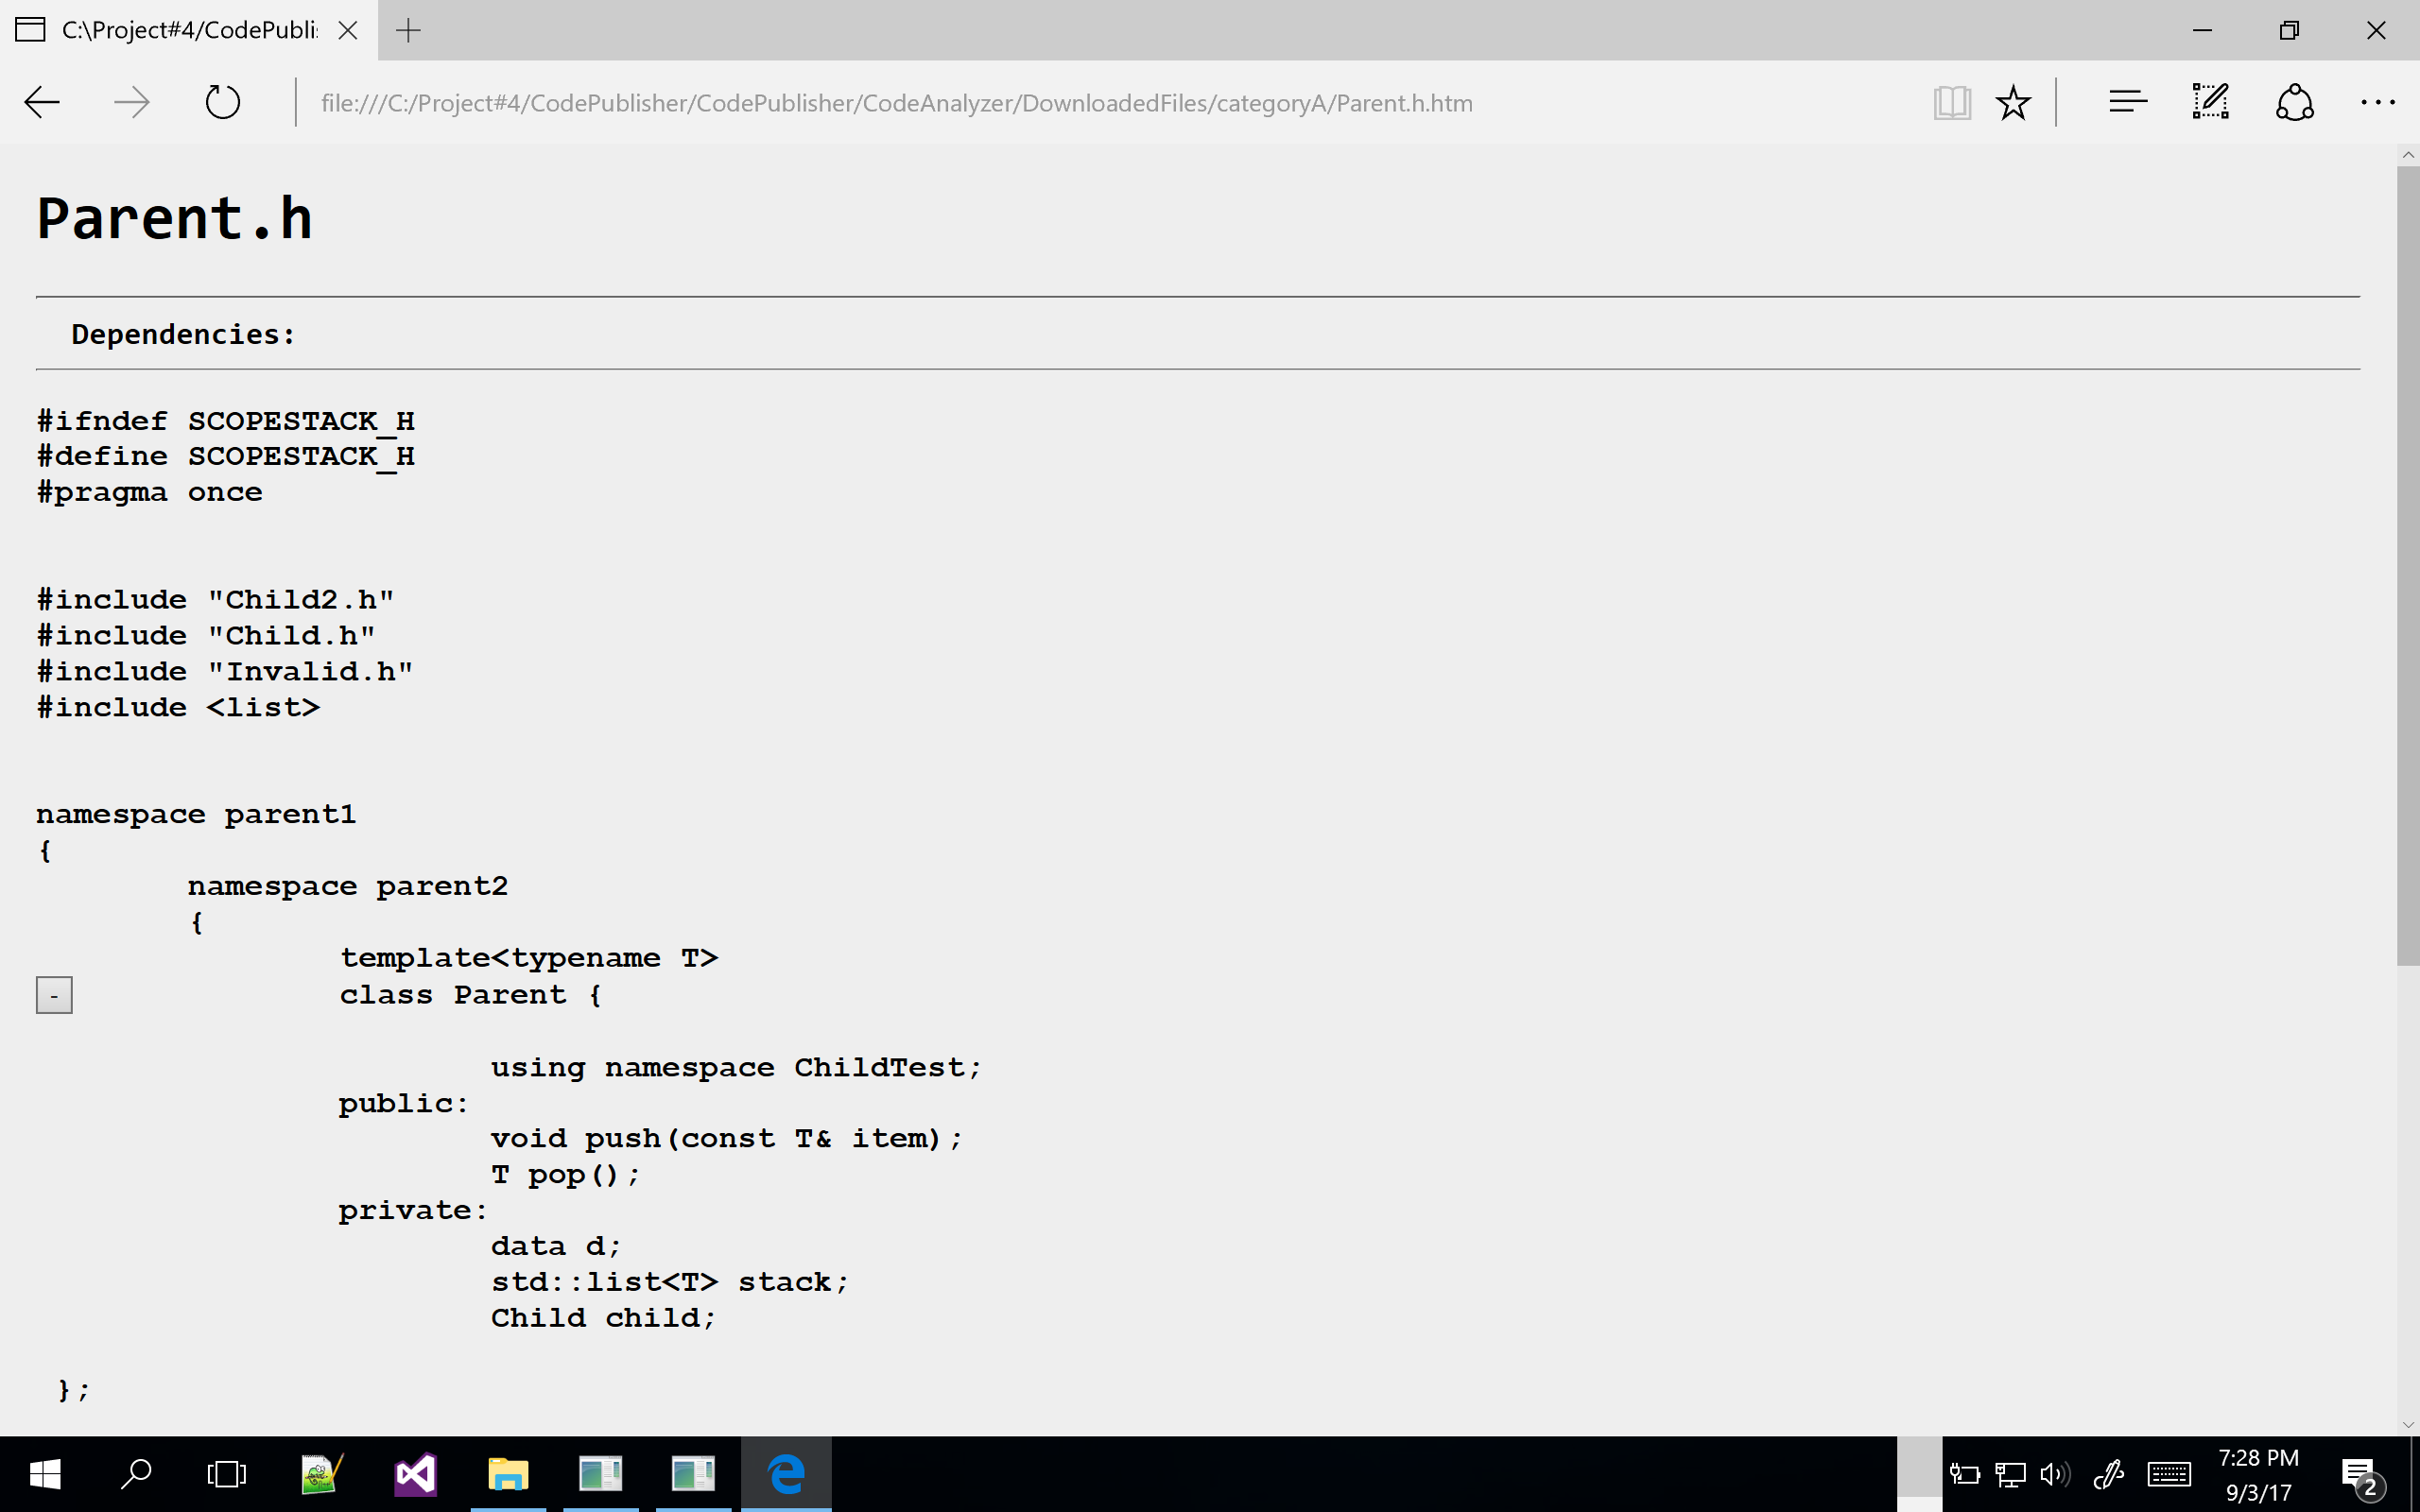 C:\Project#4/CodePubli
file:///C:/Project#4/CodePublisher/CodePublisher/CodeAnalyzer/DownloadedFiles/categoryA/Parent.h.htm
Parent.h
Dependencies:
#ifndef SCOPESTACK_H
#define SCOPESTACK_H
#pragma once
#include "Child2.h"
#include "Child.h"
#include "Invalid.h"
#include <list>
namespace parent1
{
namespace parent2
{
template<typename T>
- class Parent {
using namespace ChildTest;
public:
void push(const T& item);
T pop();
private:
data d;
std::list<T> stack;
Child child;
};
7:28 PM
9/3/17
2